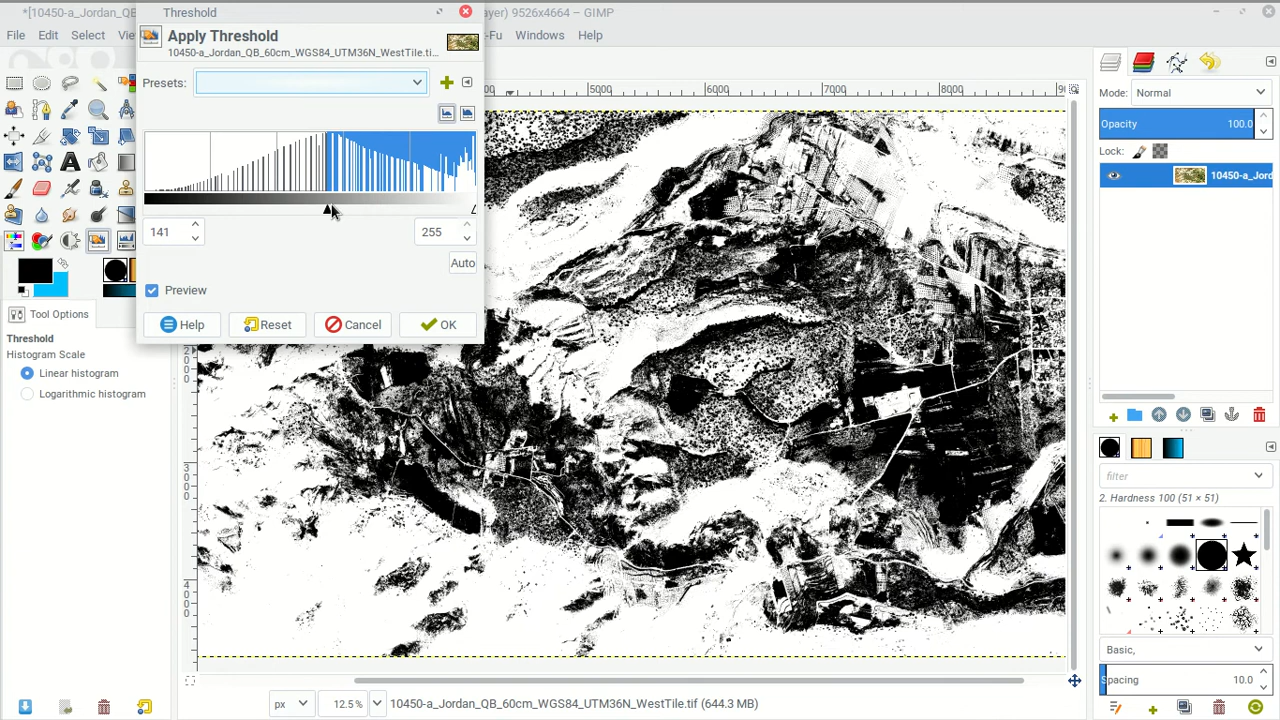 Threshold
*[10450-a_Jordan_QB_
ayer) 9526x4664 – GIMP
File Edit Select
-Fu Windows Help
Apply Threshold
10450-a_Jordan_QB_60cm_WGS84_UTM36N_WestTile.ti...
Presets:
5000
6000
7000
8000
Mode: Normal
Opacity 100.0
Lock:
10450-a_Jord
141
255
Auto
Preview
Help Reset Cancel OK
Tool Options
Threshold
Histogram Scale
Linear histogram
Logarithmic histogram
filter
2. Hardness 100 (51 × 51)
Basic,
Spacing 10.0
px 12.5% 10450-a_Jordan_QB_60cm_WGS84_UTM36N_WestTile.tif (644.3 MB)